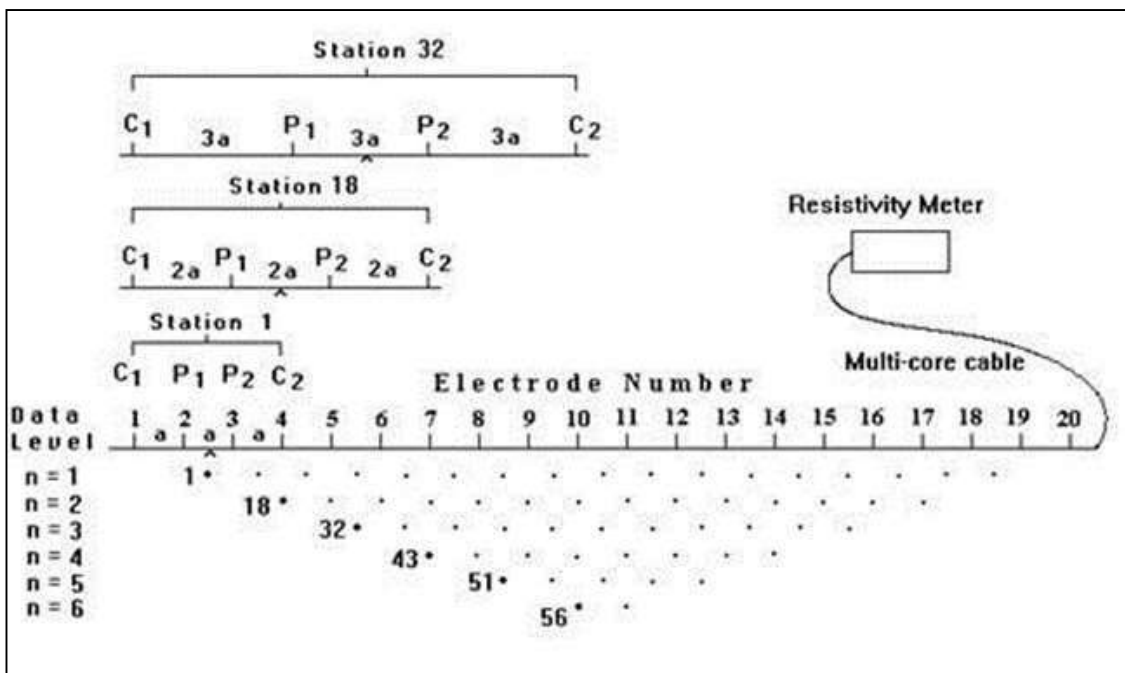 Station 32
C1 3a P1 3a P2 3a C2
Station 18
C1 2a P1 2a P2 2a C2
Resistivity Meter
Station 1
Multi-core cable
C1 P1 P2 C2
Electrode Number
Data 1 2 3 4 5 6 7 8 9 10 11 12 13 14 15 16 17 18 19 20
Level a a a
n = 1 1
n = 2 18
n = 3 32
n = 4 43
n = 5 51
n = 6 56